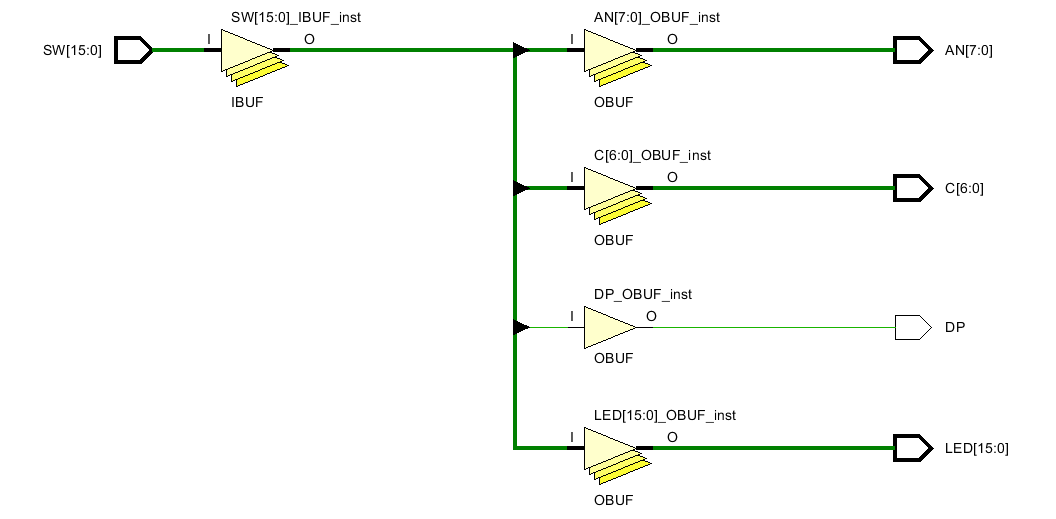 SW[15:0]_IBUF_inst
AN[7:0]_OBUF_inst
I
O
I
O
SW[15:0]
AN[7:0]
IBUF
OBUF
C[6:0]_OBUF_inst
I
O
C[6:0]
OBUF
DP_OBUF_inst
I
O
DP
OBUF
LED[15:0]_OBUF_inst
I
O
LED[15:0]
OBUF